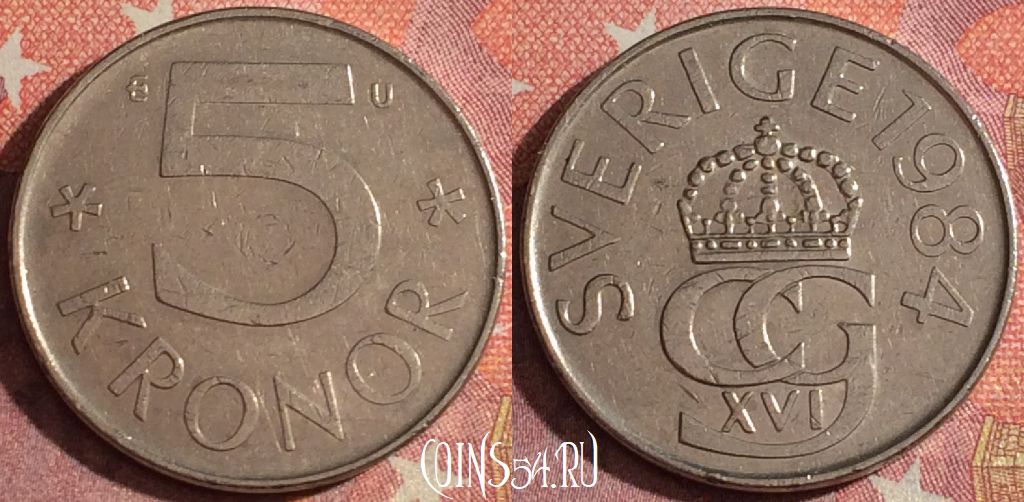 5
U
* KRONOR *
SVERIGE 1984
CG
XVI
COINS54.RU